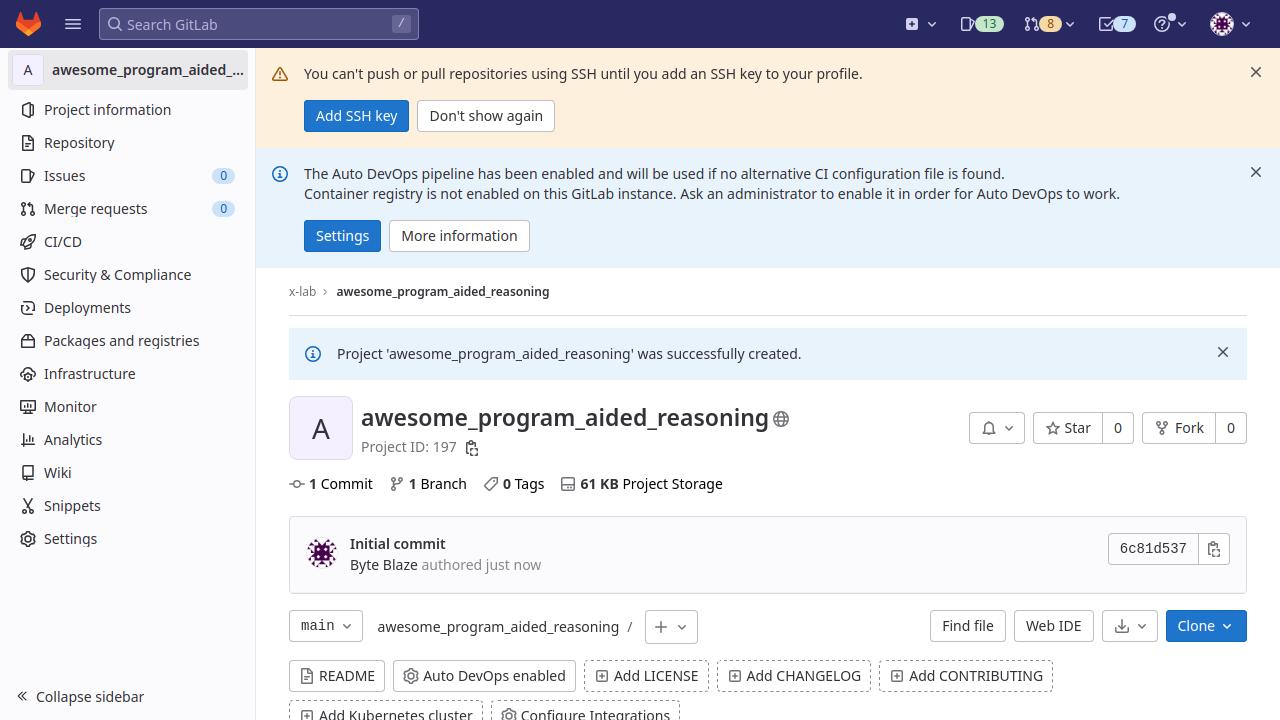 Search GitLab
/
13
8
7
A
awesome_program_aided_...
Project information
Repository
Issues
0
Merge requests
0
CI/CD
Security & Compliance
Deployments
Packages and registries
Infrastructure
Monitor
Analytics
Wiki
Snippets
Settings
Collapse sidebar
You can't push or pull repositories using SSH until you add an SSH key to your profile.
Add SSH key
Don't show again
The Auto DevOps pipeline has been enabled and will be used if no alternative CI configuration file is found.
Container registry is not enabled on this GitLab instance. Ask an administrator to enable it in order for Auto DevOps to work.
Settings
More information
x-lab
awesome_program_aided_reasoning
Project 'awesome_program_aided_reasoning' was successfully created.
A
awesome_program_aided_reasoning
Project ID: 197
Star
0
Fork
0
1 Commit
1 Branch
0 Tags
61 KB Project Storage
Initial commit
Byte Blaze authored just now
6c81d537
main
awesome_program_aided_reasoning /
Find file
Web IDE
Clone
README
Auto DevOps enabled
Add LICENSE
Add CHANGELOG
Add CONTRIBUTING
Add Kubernetes cluster
Configure Integrations